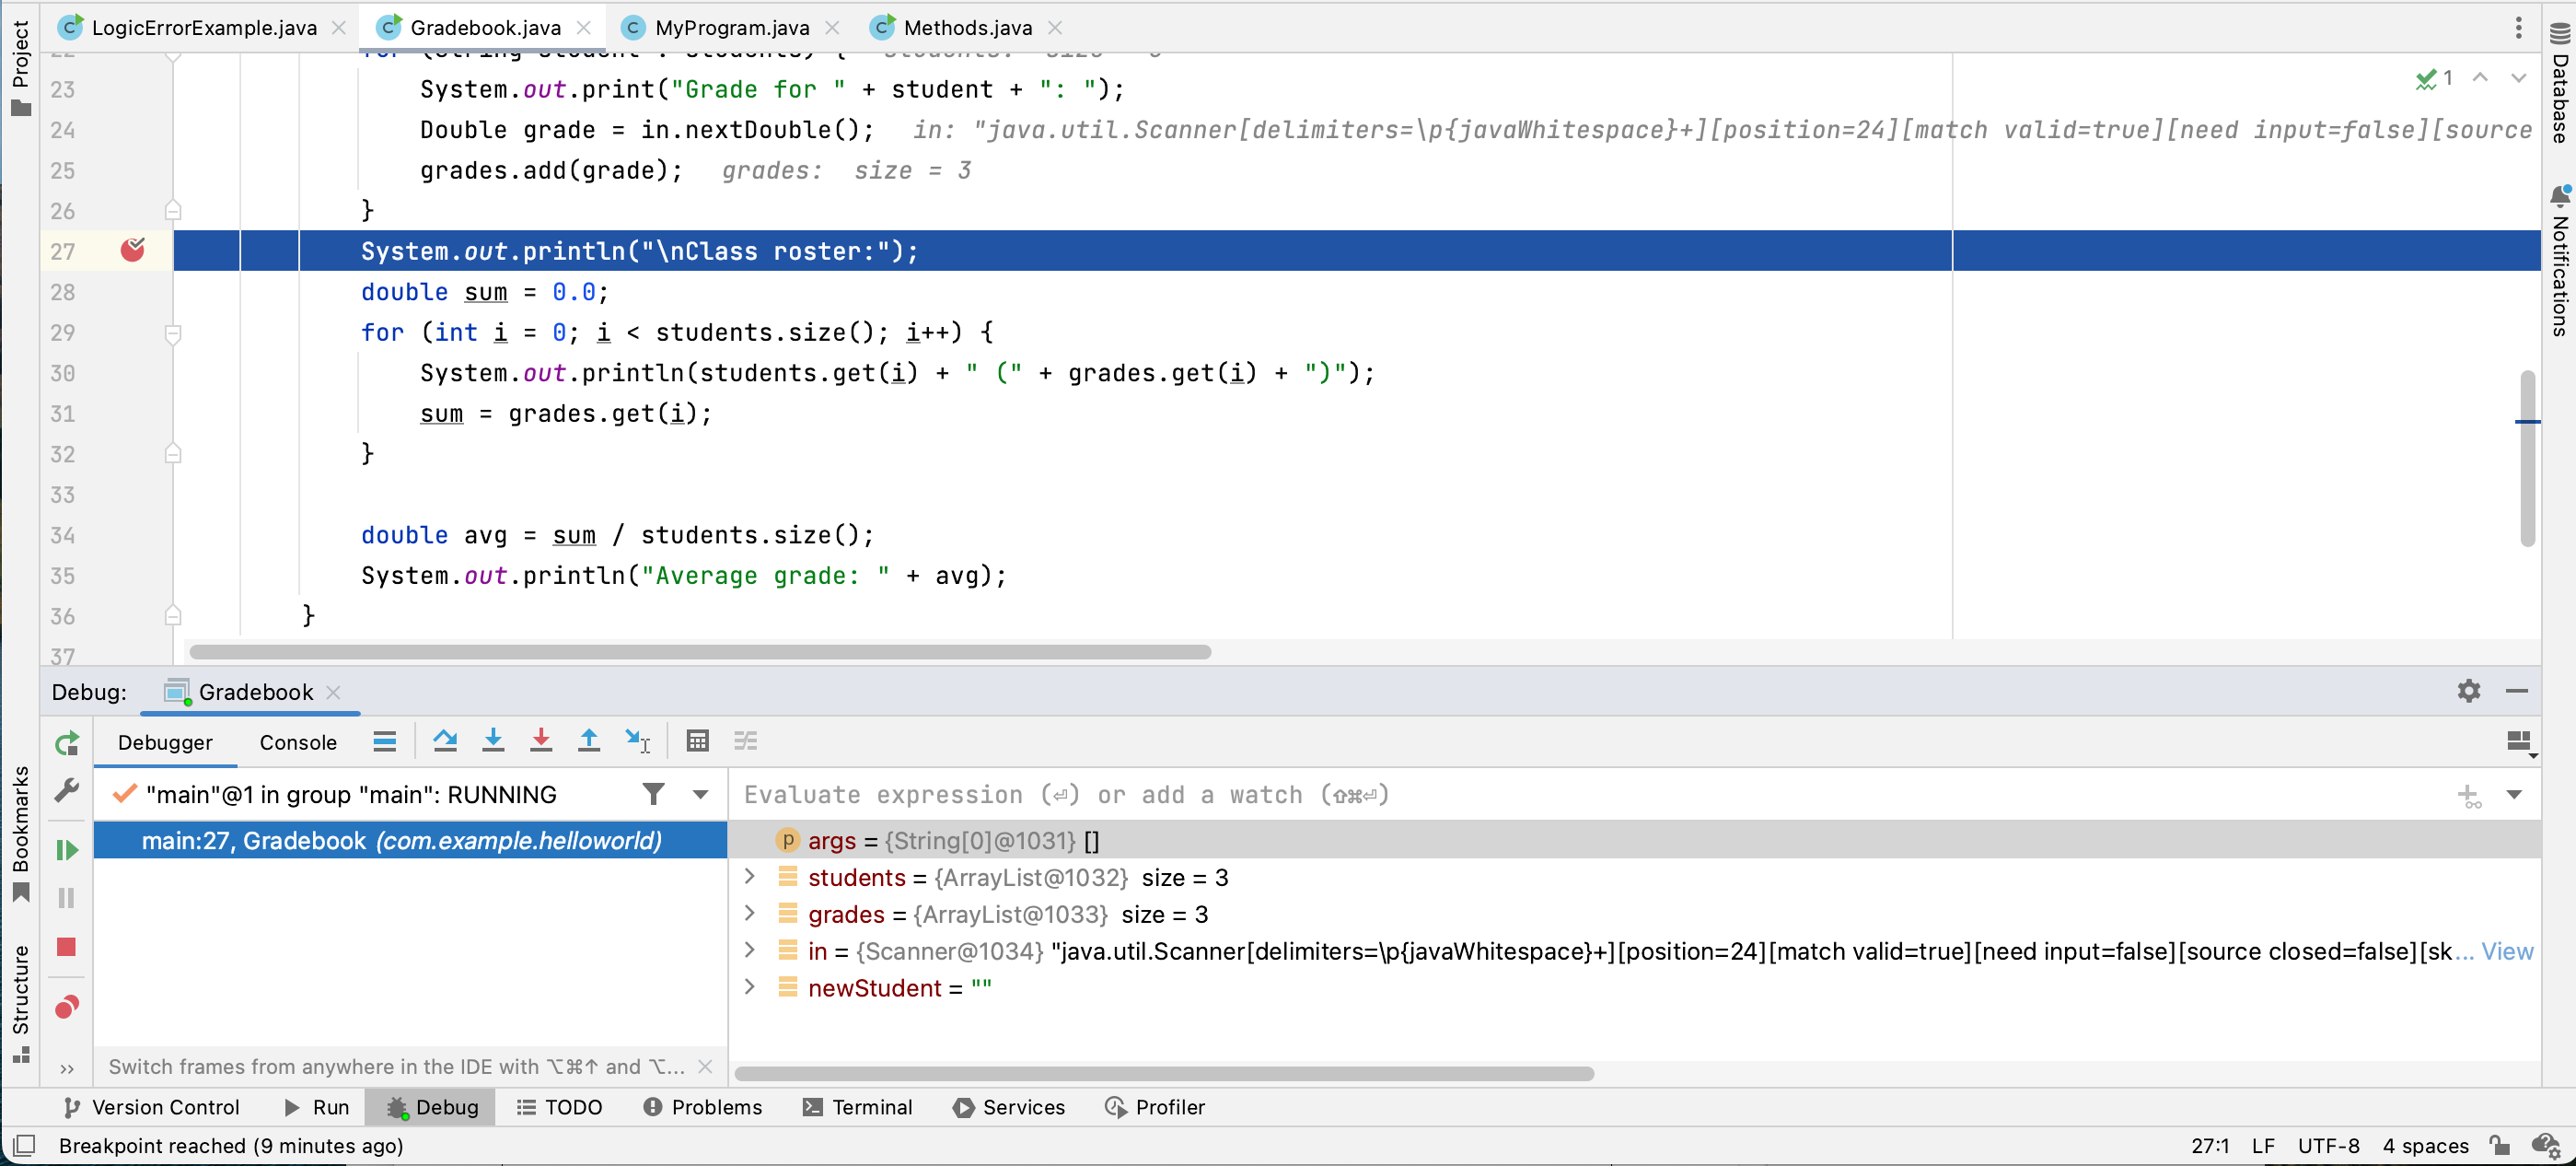 Project
LogicErrorExample.java
Gradebook.java
MyProgram.java
Methods.java
22 for (String student : students) { students: size = 3
23 System.out.print("Grade for " + student + ": ");
1
24 Double grade = in.nextDouble(); in: "java.util.Scanner[delimiters=\p{javaWhitespace}+][position=24][match valid=true][need input=false][source
25 grades.add(grade); grades: size = 3
26 }
27 System.out.println("\nClass roster:");
28 double sum = 0.0;
29 for (int i = 0; i < students.size(); i++) {
30 System.out.println(students.get(i) + " (" + grades.get(i) + ")");
31 sum = grades.get(i);
32 }
33
34 double avg = sum / students.size();
35 System.out.println("Average grade: " + avg);
36 }
37
Database
Notifications
Debug: Gradebook
Debugger
Console
"main"@1 in group "main": RUNNING
Evaluate expression (⏎) or add a watch (⇧⌘⏎)
main:27, Gradebook (com.example.helloworld)
p args = {String[0]@1031} []
students = {ArrayList@1032} size = 3
grades = {ArrayList@1033} size = 3
in = {Scanner@1034} "java.util.Scanner[delimiters=\p{javaWhitespace}+][position=24][match valid=true][need input=false][source closed=false][sk... View
newStudent = ""
Switch frames from anywhere in the IDE with ⌥⌘↑ and ⌥...
Bookmarks
Structure
Version Control
Run
Debug
TODO
Problems
Terminal
Services
Profiler
Breakpoint reached (9 minutes ago)
27:1 LF UTF-8 4 spaces